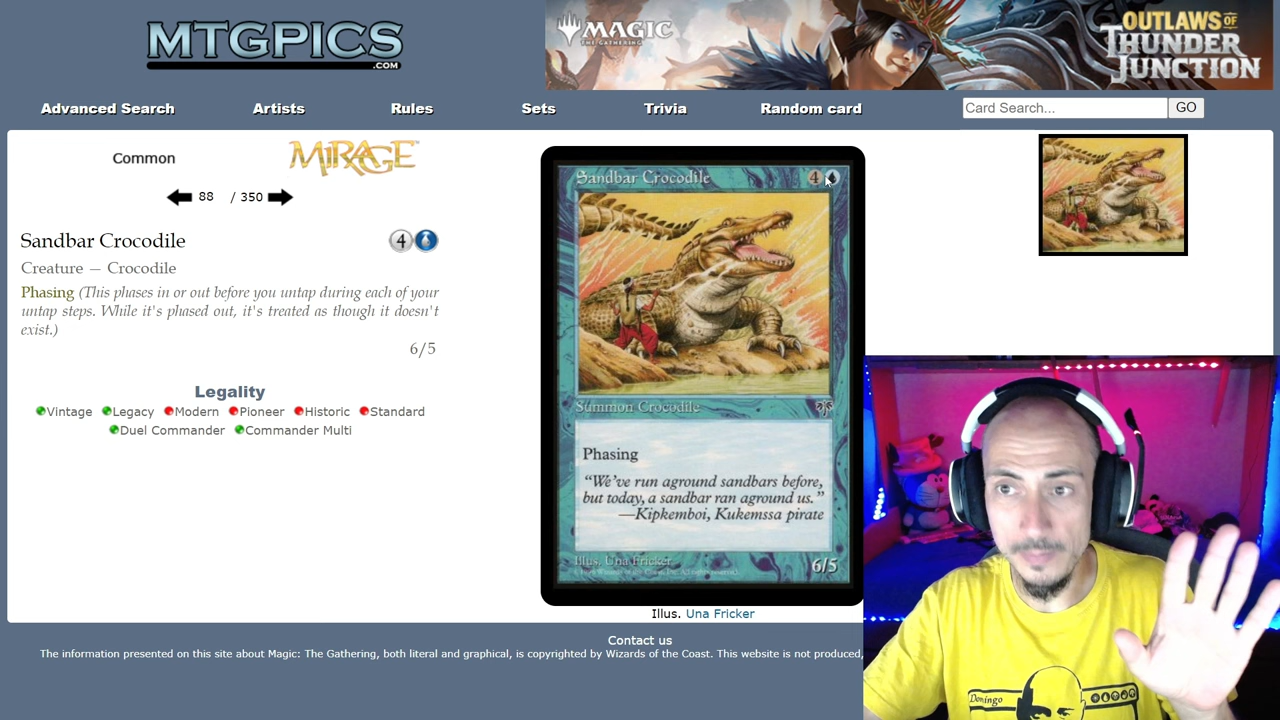 MTGPICS
.COM
MAGIC
THE GATHERING
OUTLAWS OF
THUNDER
JUNCTION
Advanced Search
Artists
Rules
Sets
Trivia
Random card
Card Search...
GO
Common
MIRAGE
88 / 350
Sandbar Crocodile
4
Creature — Crocodile
Phasing (This phases in or out before you untap during each of your
untap steps. While it's phased out, it's treated as though it doesn't
exist.)
6/5
Legality
Vintage Legacy Modern Pioneer Historic Standard
Duel Commander Commander Multi
Sandbar Crocodile
4
Summon Crocodile
Phasing
“We've run aground sandbars before,
but today, a sandbar ran aground us.”
—Kipkemboi, Kukemssa pirate
Illus. Una Fricker
6/5
Illus. Una Fricker
Contact us
The information presented on this site about Magic: The Gathering, both literal and graphical, is copyrighted by Wizards of the Coast. This website is not produced,
Domingo